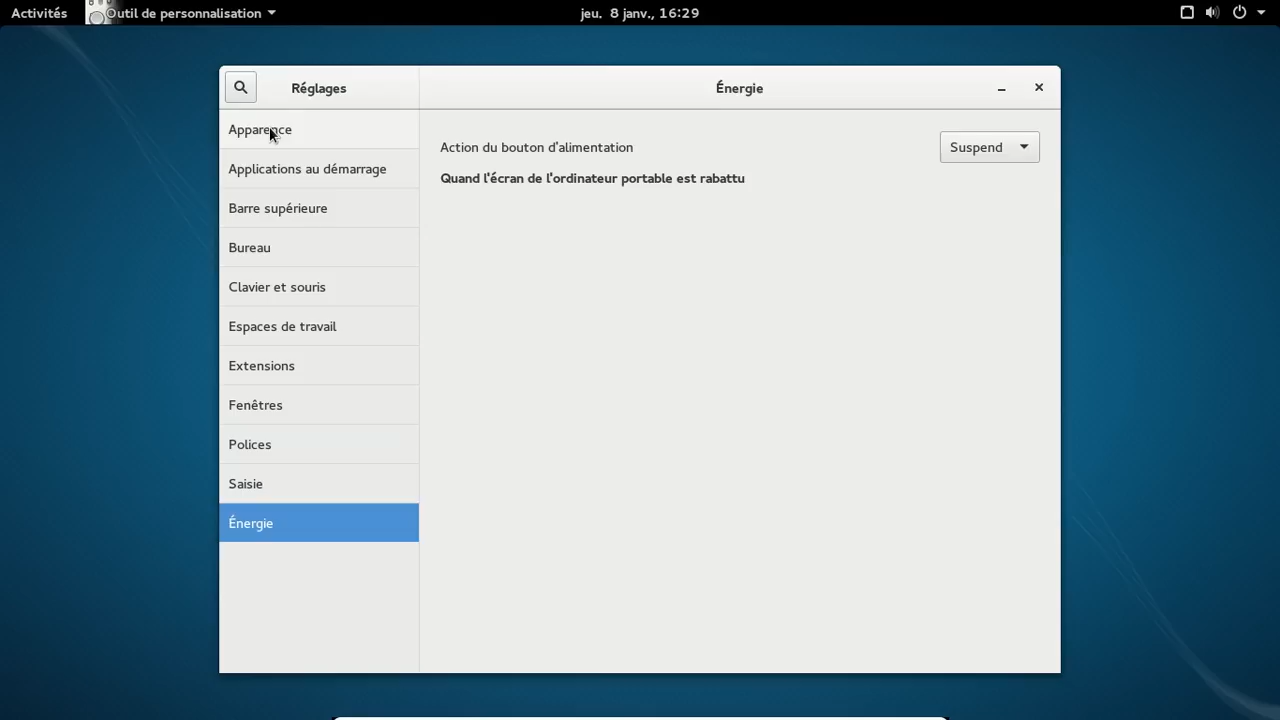 Activités
Outil de personnalisation
jeu. 8 janv., 16:29
Réglages
Énergie
Apparence
Applications au démarrage
Barre supérieure
Bureau
Clavier et souris
Espaces de travail
Extensions
Fenêtres
Polices
Saisie
Énergie
Action du bouton d'alimentation
Suspend
Quand l'écran de l'ordinateur portable est rabattu